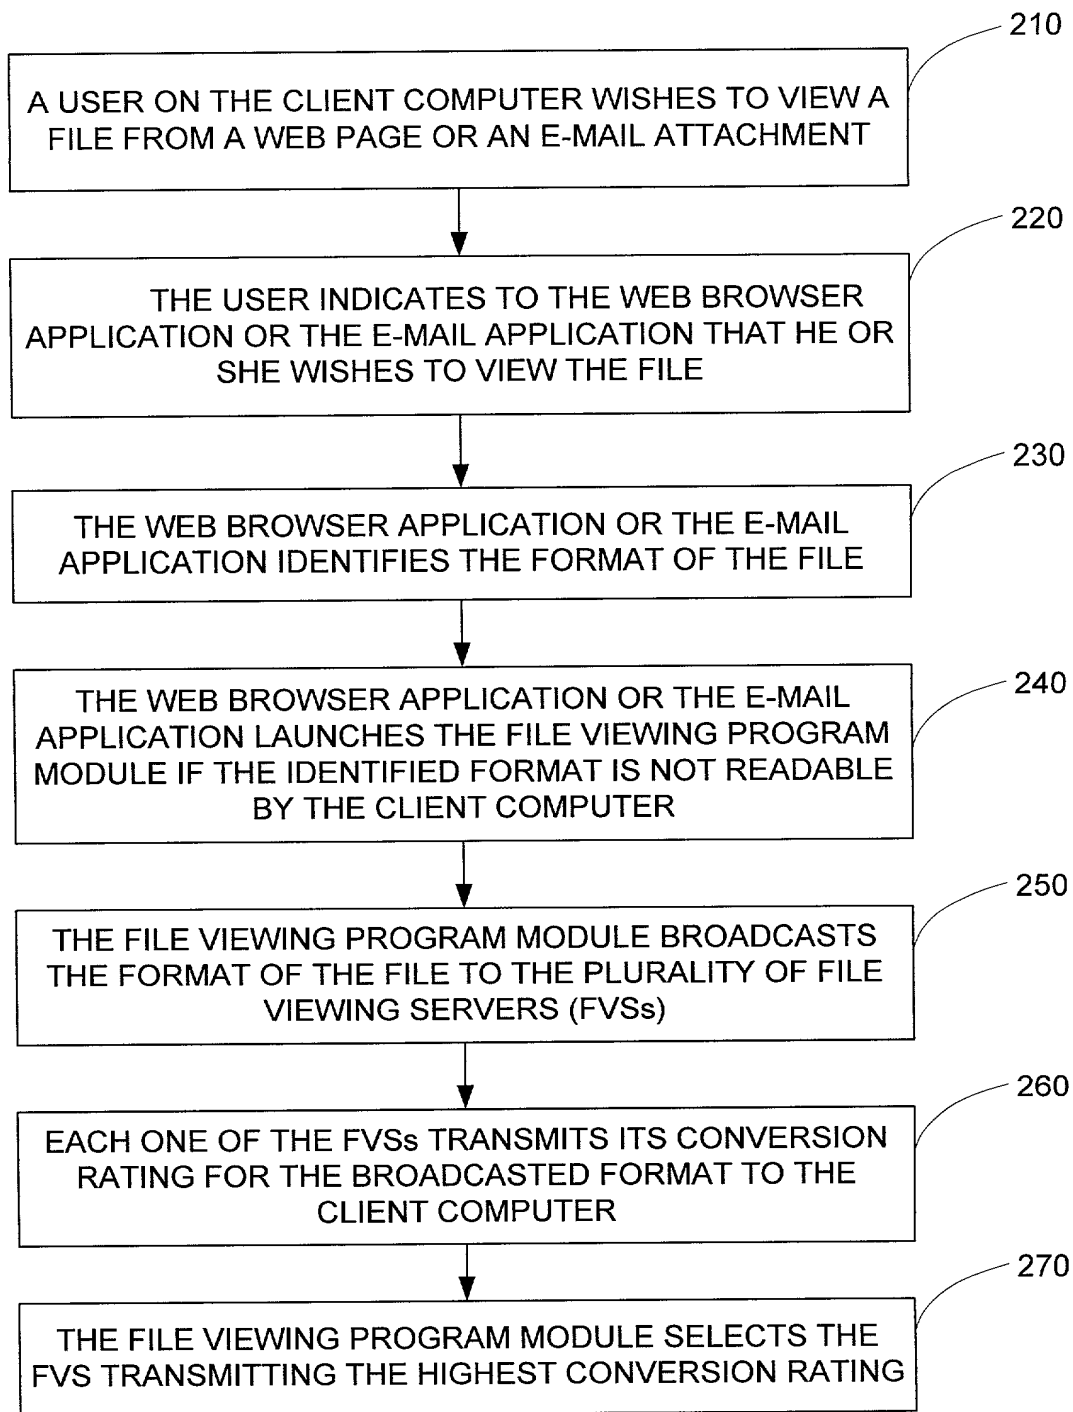 210
A USER ON THE CLIENT COMPUTER WISHES TO VIEW A
FILE FROM A WEB PAGE OR AN E-MAIL ATTACHMENT
220
THE USER INDICATES TO THE WEB BROWSER
APPLICATION OR THE E-MAIL APPLICATION THAT HE OR
SHE WISHES TO VIEW THE FILE
230
THE WEB BROWSER APPLICATION OR THE E-MAIL
APPLICATION IDENTIFIES THE FORMAT OF THE FILE
240
THE WEB BROWSER APPLICATION OR THE E-MAIL
APPLICATION LAUNCHES THE FILE VIEWING PROGRAM
MODULE IF THE IDENTIFIED FORMAT IS NOT READABLE
BY THE CLIENT COMPUTER
250
THE FILE VIEWING PROGRAM MODULE BROADCASTS
THE FORMAT OF THE FILE TO THE PLURALITY OF FILE
VIEWING SERVERS (FVSs)
260
EACH ONE OF THE FVSs TRANSMITS ITS CONVERSION
RATING FOR THE BROADCASTED FORMAT TO THE
CLIENT COMPUTER
270
THE FILE VIEWING PROGRAM MODULE SELECTS THE
FVS TRANSMITTING THE HIGHEST CONVERSION RATING